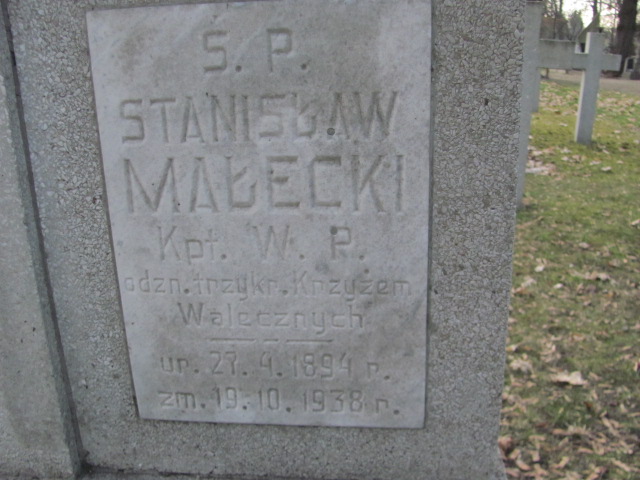 Ś. P.
STANISŁAW
MAŁECKI
Kpt. W. P.
odzn. trzykr. Krzyżem
Walecznych
ur. 27. 4. 1894 r.
zm. 19. 10. 1938 r.